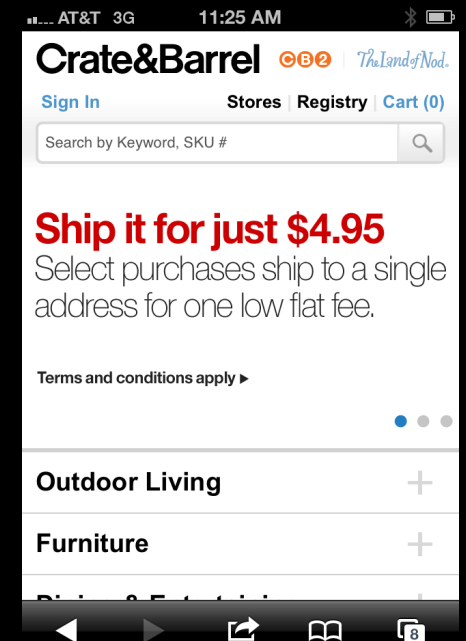 AT&T 3G 11:25 AM
Crate&Barrel CB2 The Land of Nod.
Sign In Stores Registry Cart (0)
Search by Keyword, SKU #
Ship it for just $4.95
Select purchases ship to a single
address for one low flat fee.
Terms and conditions apply
Outdoor Living
Furniture
8